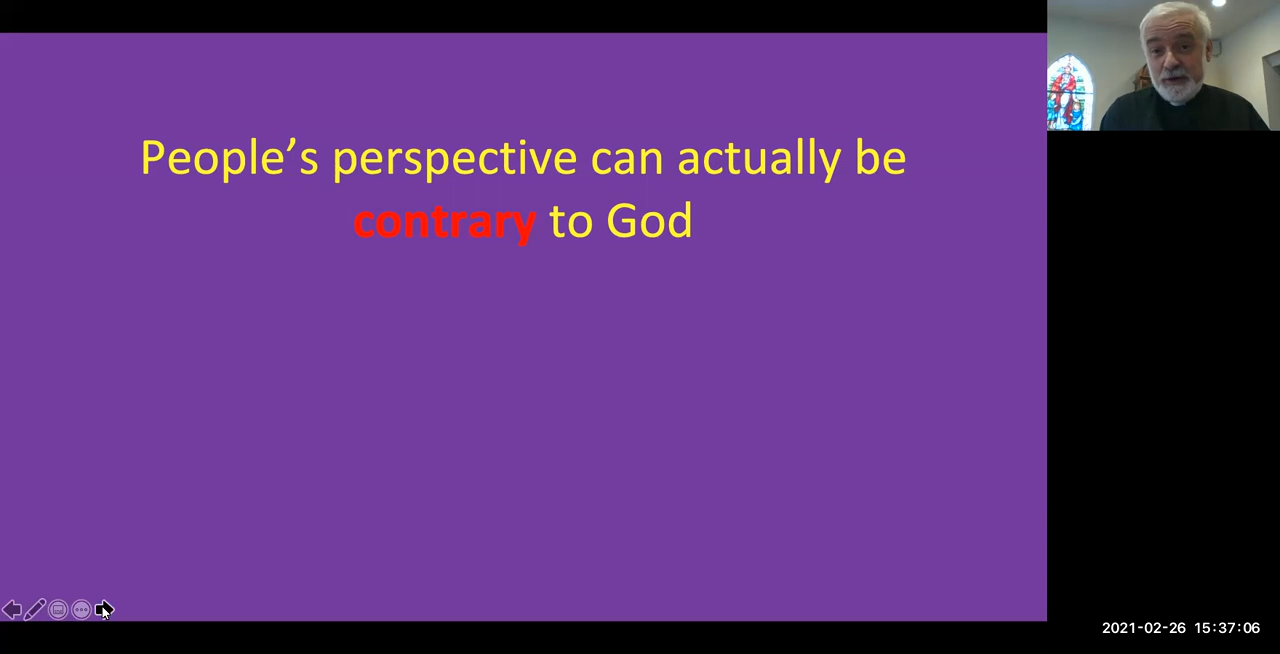 People’s perspective can actually be
contrary to God
2021-02-26 15:37:06